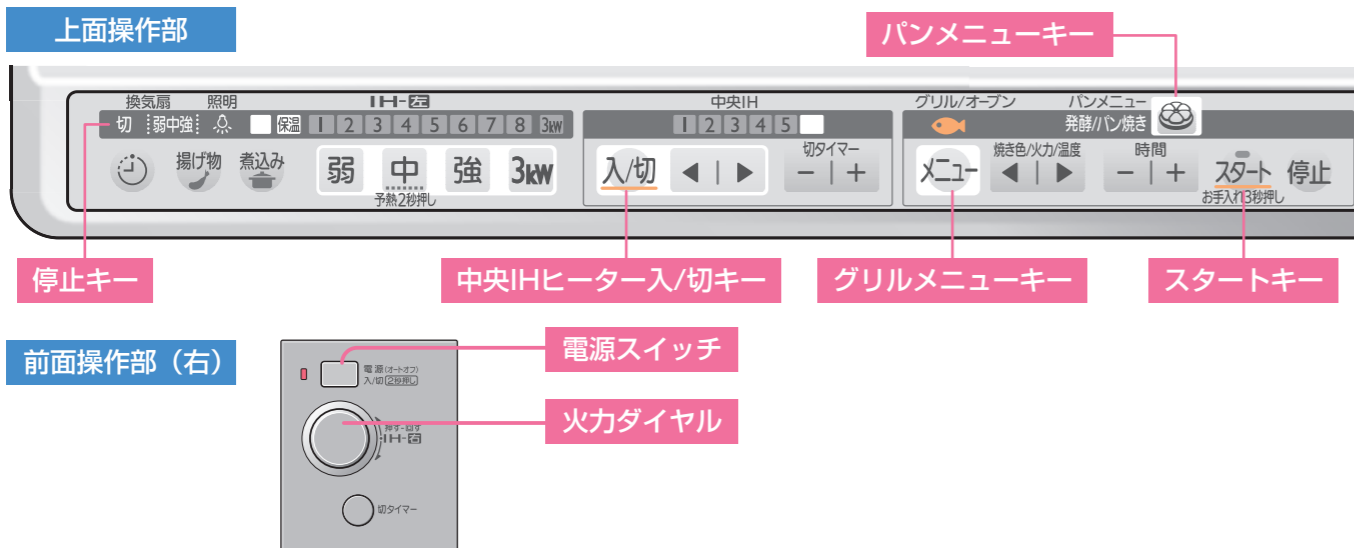 上面操作部
パンメニューキー
換気扇 照明 IH-左 中央IH グリル/オーブン パンメニュー
切 弱中強 保温 1 2 3 4 5 6 7 8 3kW 1 2 3 4 5 発酵/パン焼き
切タイマー 焼き色/火力/温度 時間
揚げ物 煮込み 弱 中 強 3kW 入/切 ◀ | ▶ − | + メニュー ◀ | ▶ − | + スタート 停止
予熱2秒押し お手入れ3秒押し
停止キー 中央IHヒーター入/切キー グリルメニューキー スタートキー
前面操作部（右）
電源スイッチ
電源(オートオフ)
入/切 2秒押し
火力ダイヤル
押す-回す
IH-右
切タイマー